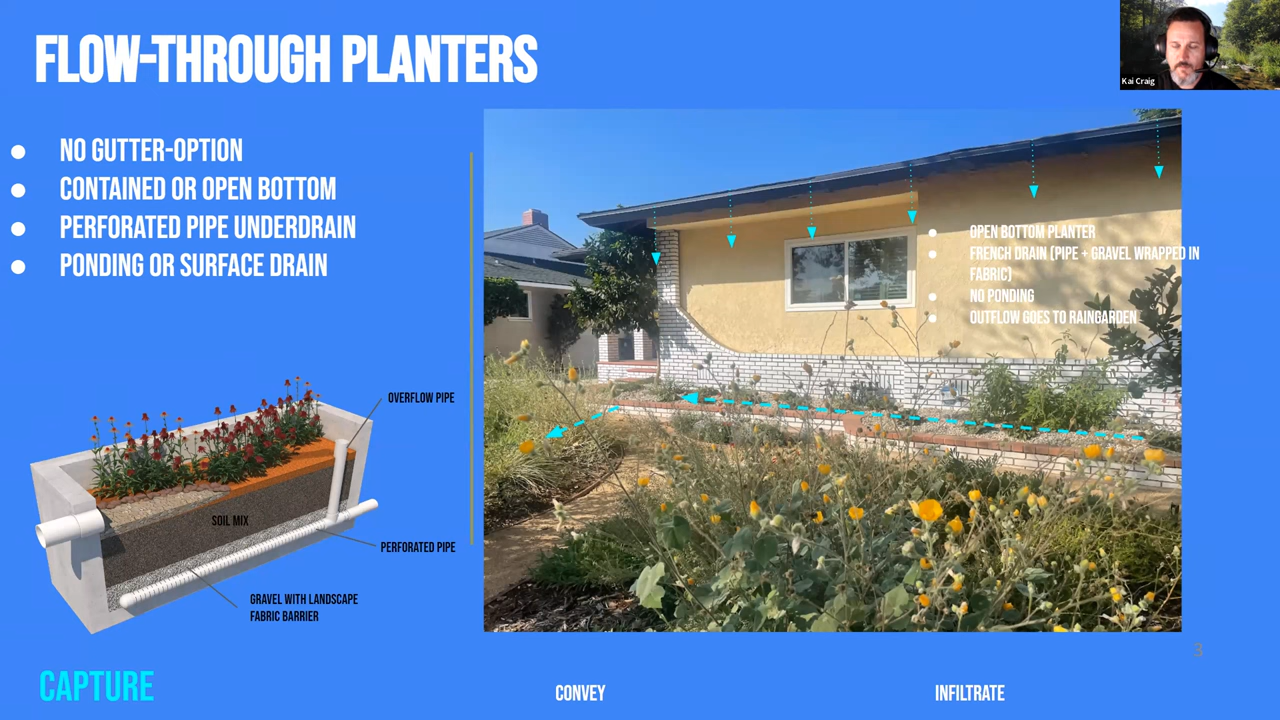 FLOW-THROUGH PLANTERS
Kai Craig
NO GUTTER-OPTION
CONTAINED OR OPEN BOTTOM
PERFORATED PIPE UNDERDRAIN
PONDING OR SURFACE DRAIN
OPEN BOTTOM PLANTER
FRENCH DRAIN (PIPE + GRAVEL WRAPPED IN
FABRIC)
NO PONDING
OUTFLOW GOES TO RAINGARDEN
OVERFLOW PIPE
SOIL MIX
PERFORATED PIPE
GRAVEL WITH LANDSCAPE
FABRIC BARRIER
3
CAPTURE
CONVEY
INFILTRATE